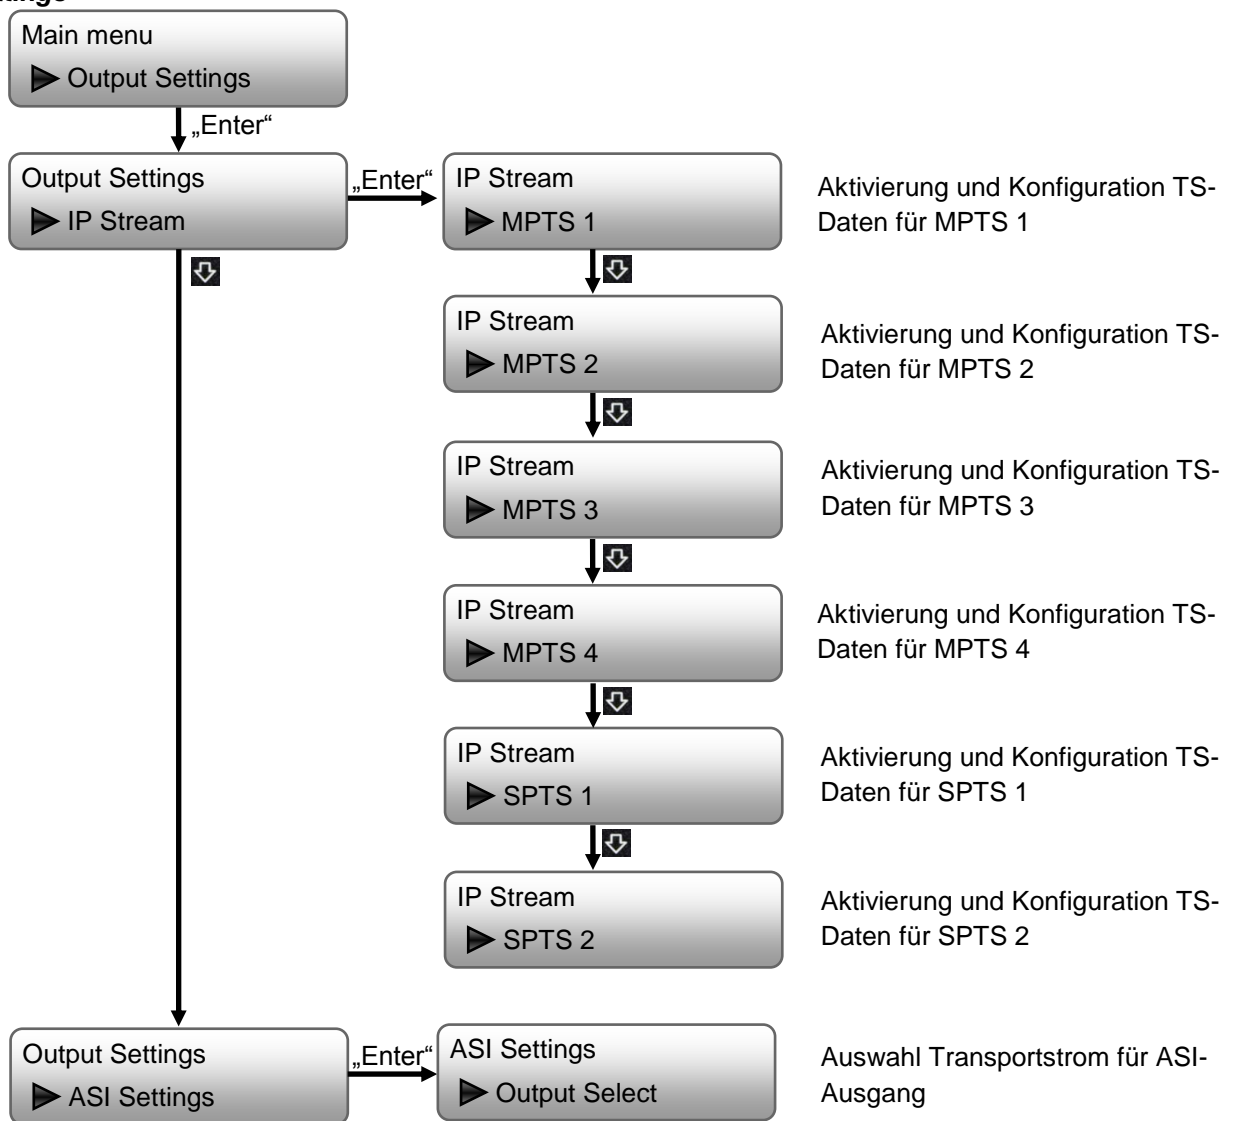 Main menu
Output Settings
„Enter“
Output Settings
IP Stream
„Enter“
IP Stream
MPTS 1
Aktivierung und Konfiguration TS-
Daten für MPTS 1
IP Stream
MPTS 2
Aktivierung und Konfiguration TS-
Daten für MPTS 2
IP Stream
MPTS 3
Aktivierung und Konfiguration TS-
Daten für MPTS 3
IP Stream
MPTS 4
Aktivierung und Konfiguration TS-
Daten für MPTS 4
IP Stream
SPTS 1
Aktivierung und Konfiguration TS-
Daten für SPTS 1
IP Stream
SPTS 2
Aktivierung und Konfiguration TS-
Daten für SPTS 2
Output Settings
ASI Settings
„Enter“
ASI Settings
Output Select
Auswahl Transportstrom für ASI-
Ausgang